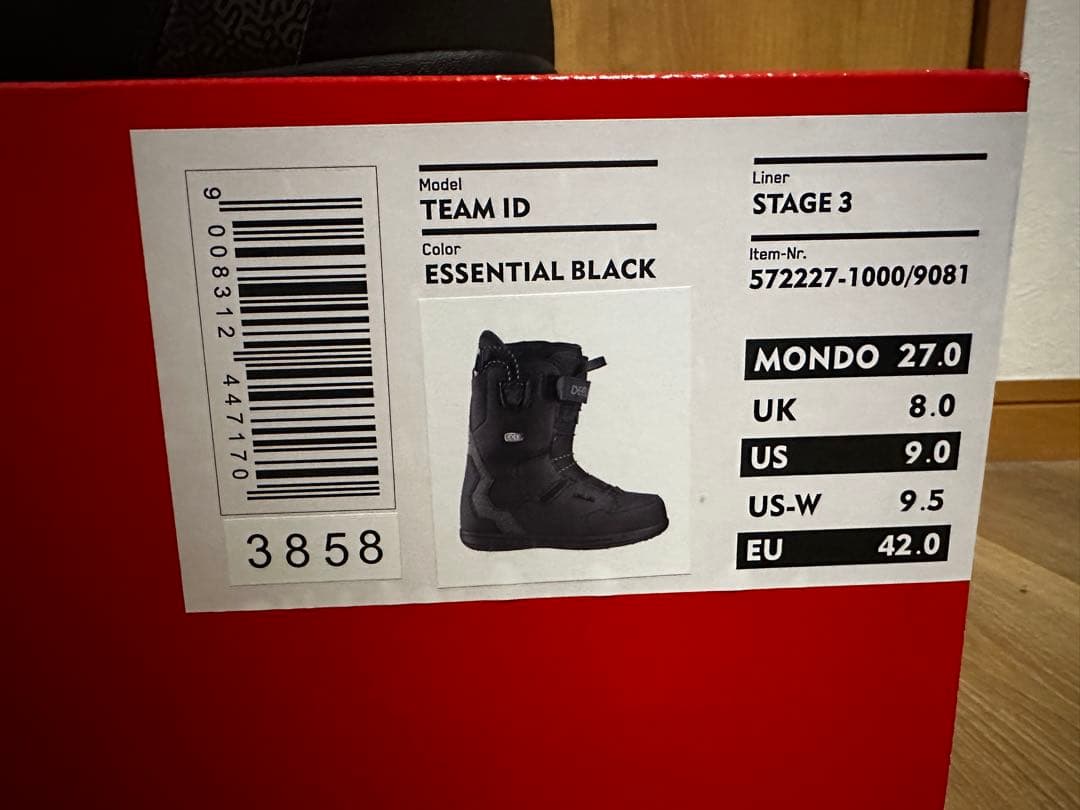 9 008312 447170
3858
Model
TEAM ID
Color
ESSENTIAL BLACK
Liner
STAGE 3
Item-Nr.
572227-1000/9081
MONDO 27.0
UK 8.0
US 9.0
US-W 9.5
EU 42.0